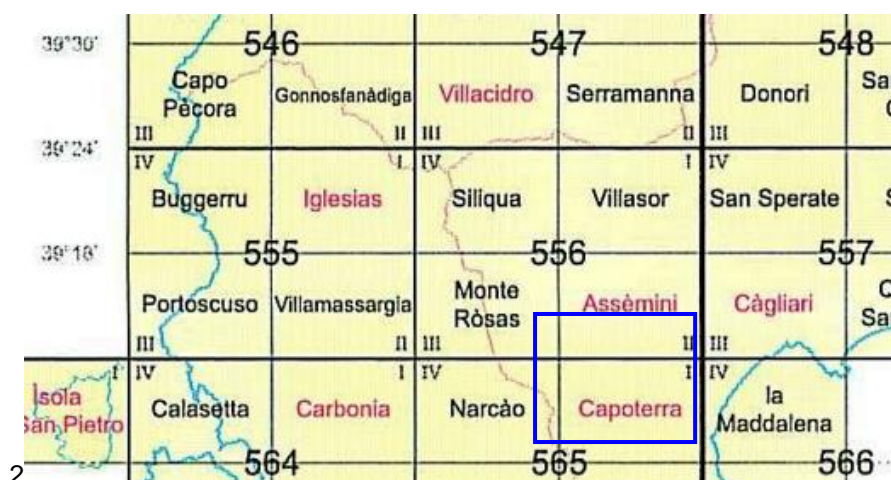 39°30'
546
547
548
Capo
Pècora
Gonnosfanàdiga
Villacidro
Serramanna
Donori
III
II
III
II
III
39°24'
IV
I
IV
I
IV
Buggerru
Iglesias
Siliqua
Villasor
San Sperate
39°18'
555
556
557
Portoscuso
Villamassargia
Monte
Ròsas
Assèmini
Càgliari
III
II
III
II
III
I
IV
I
IV
I
IV
Isola
San Pietro
Calasetta
Carbonia
Narcào
Capoterra
la
Maddalena
564
565
566
2